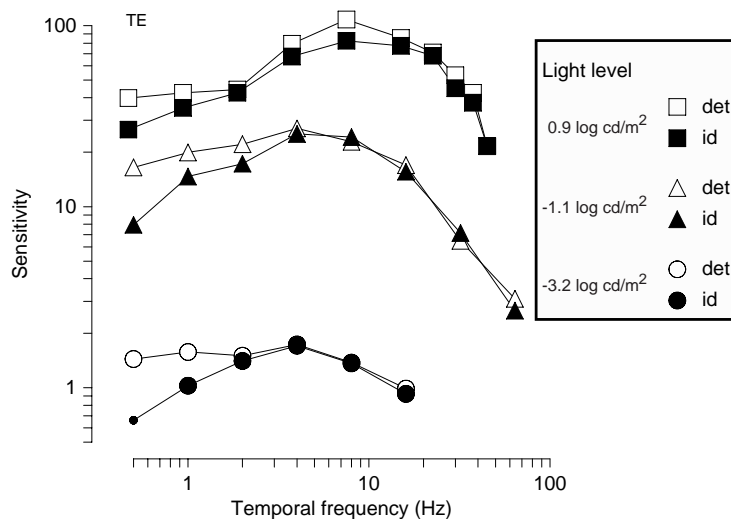 TE
100
10
1
Sensitivity
1
10
100
Temporal frequency (Hz)
Light level
0.9 log cd/m²
det
id
-1.1 log cd/m²
det
id
-3.2 log cd/m²
det
id